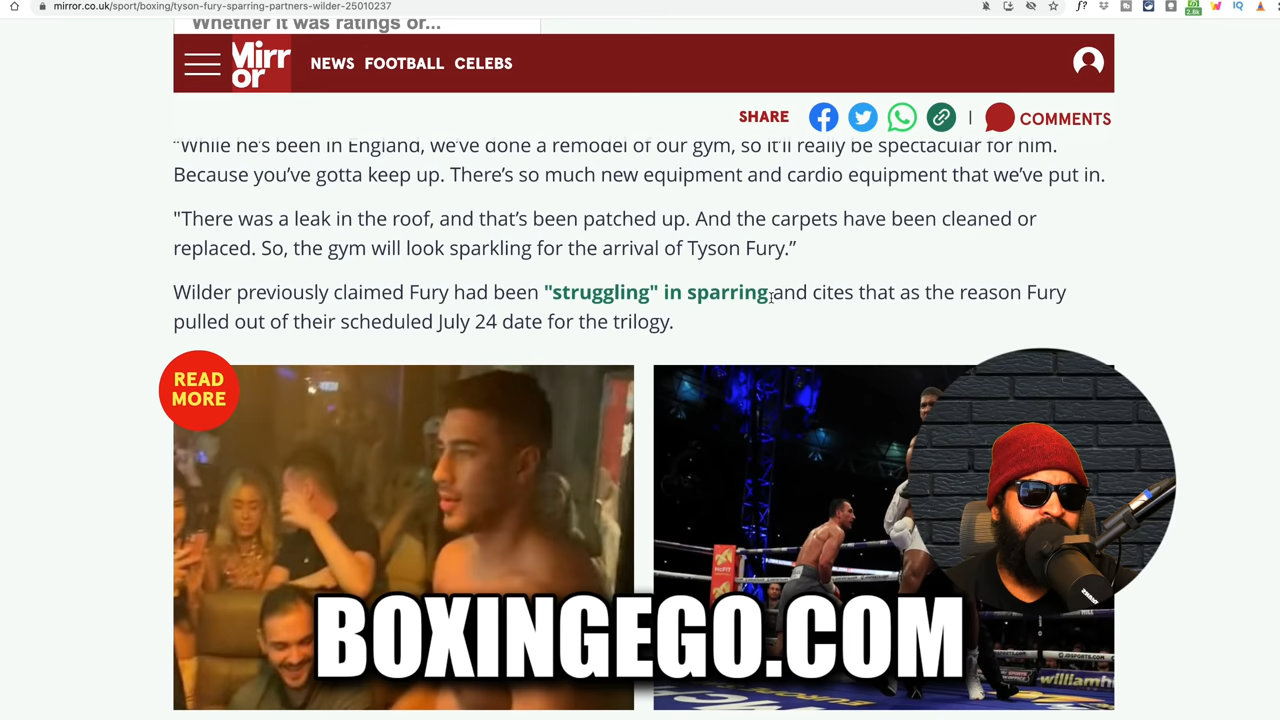 mirror.co.uk/sport/boxing/tyson-fury-sparring-partners-wilder-25010237
Whether it was ratings or...
Mirr
or
NEWS FOOTBALL CELEBS
SHARE | COMMENTS
"While he's been in England, we've done a remodel of our gym, so it'll really be spectacular for him.
Because you've gotta keep up. There's so much new equipment and cardio equipment that we've put in.
"There was a leak in the roof, and that's been patched up. And the carpets have been cleaned or
replaced. So, the gym will look sparkling for the arrival of Tyson Fury."
Wilder previously claimed Fury had been "struggling" in sparring and cites that as the reason Fury
pulled out of their scheduled July 24 date for the trilogy.
READ
MORE
BOXINGEGO.COM